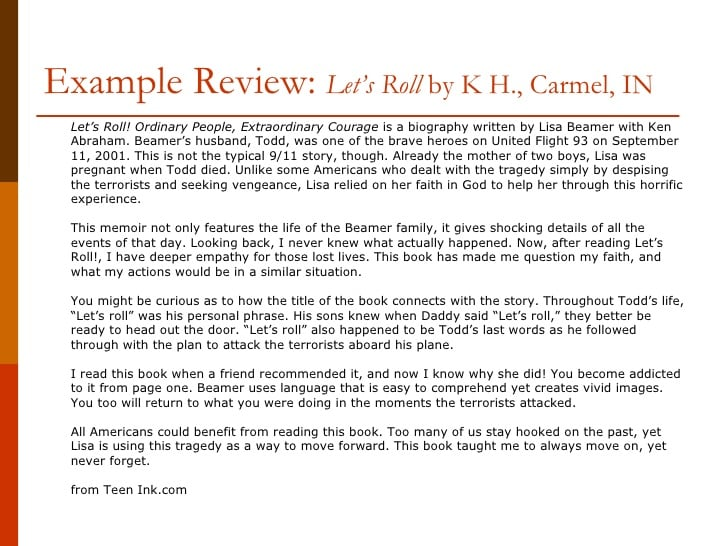 Example Review: Let's Roll by K H., Carmel, IN
Let's Roll! Ordinary People, Extraordinary Courage is a biography written by Lisa Beamer with Ken
Abraham. Beamer's husband, Todd, was one of the brave heroes on United Flight 93 on September
11, 2001. This is not the typical 9/11 story, though. Already the mother of two boys, Lisa was
pregnant when Todd died. Unlike some Americans who dealt with the tragedy simply by despising
the terrorists and seeking vengeance, Lisa relied on her faith in God to help her through this horrific
experience.
This memoir not only features the life of the Beamer family, it gives shocking details of all the
events of that day. Looking back, I never knew what actually happened. Now, after reading Let's
Roll!, I have deeper empathy for those lost lives. This book has made me question my faith, and
what my actions would be in a similar situation.
You might be curious as to how the title of the book connects with the story. Throughout Todd's life,
“Let's roll” was his personal phrase. His sons knew when Daddy said “Let's roll,” they better be
ready to head out the door. “Let's roll” also happened to be Todd's last words as he followed
through with the plan to attack the terrorists aboard his plane.
I read this book when a friend recommended it, and now I know why she did! You become addicted
to it from page one. Beamer uses language that is easy to comprehend yet creates vivid images.
You too will return to what you were doing in the moments the terrorists attacked.
All Americans could benefit from reading this book. Too many of us stay hooked on the past, yet
Lisa is using this tragedy as a way to move forward. This book taught me to always move on, yet
never forget.
from Teen Ink.com